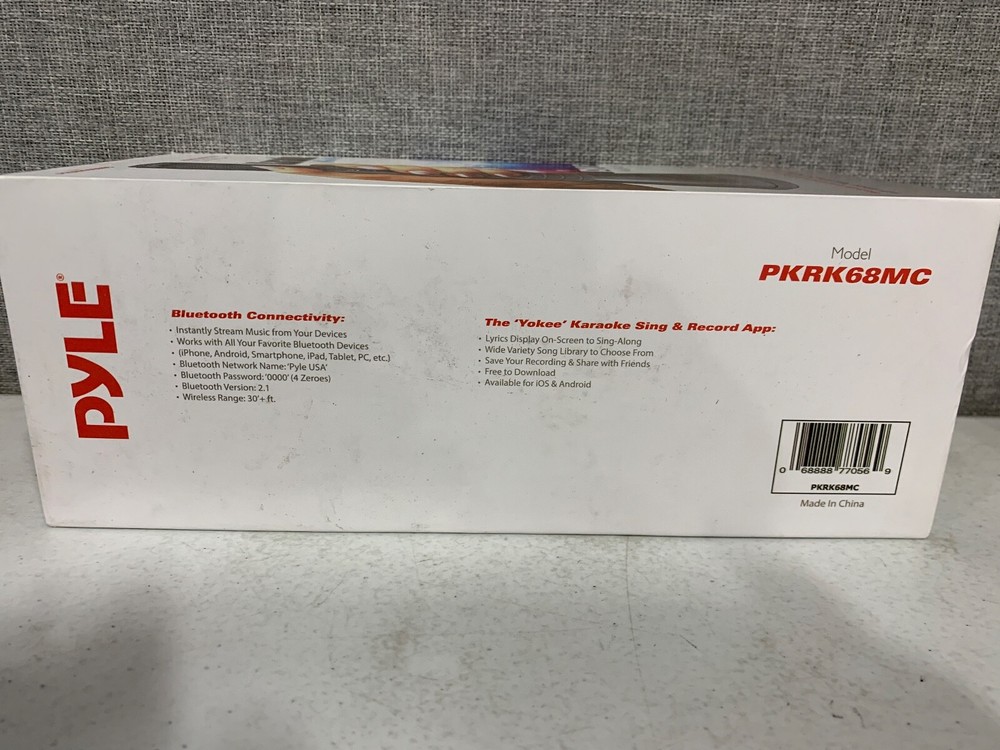 PYLE®
Bluetooth Connectivity:
• Instantly Stream Music from Your Devices
• Works with All Your Favorite Bluetooth Devices
• (iPhone, Android, Smartphone, iPad, Tablet, PC, etc.)
• Bluetooth Network Name: 'Pyle USA'
• Bluetooth Password: '0000' (4 Zeroes)
• Bluetooth Version: 2.1
• Wireless Range: 30'+ ft.
The 'Yokee' Karaoke Sing & Record App:
• Lyrics Display On-Screen to Sing-Along
• Wide Variety Song Library to Choose From
• Save Your Recording & Share with Friends
• Free to Download
• Available for iOS & Android
Model
PKRK68MC
0 68888 77056 9
PKRK68MC
Made In China